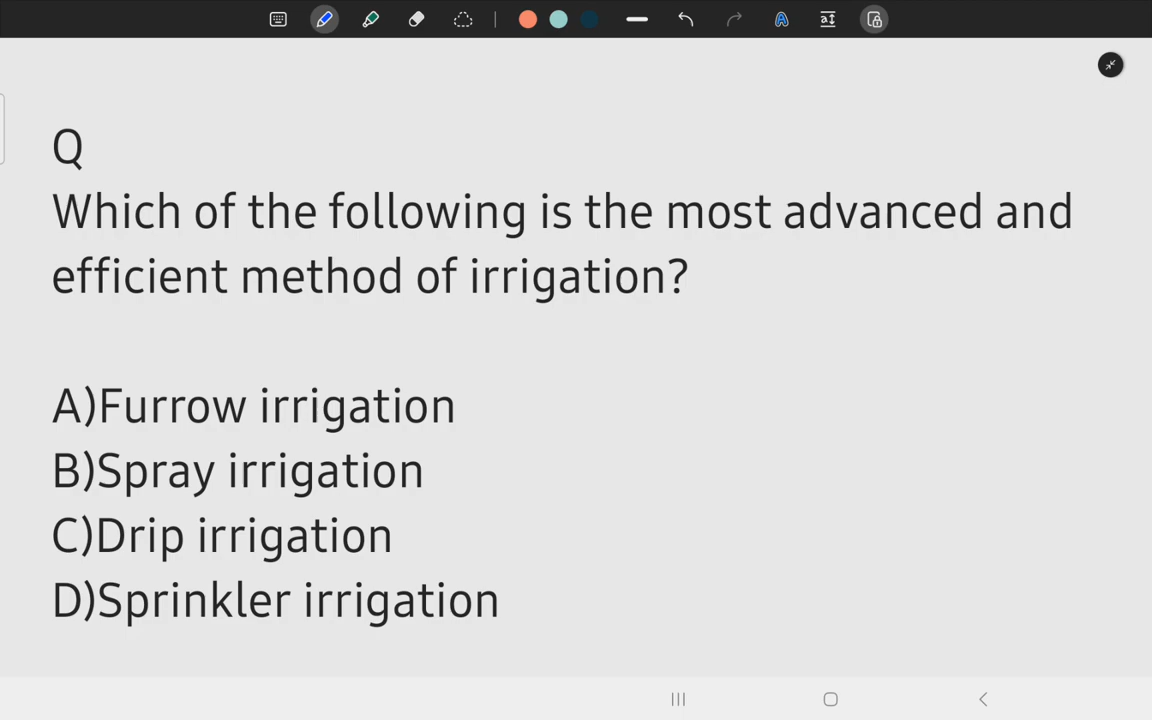 Q
Which of the following is the most advanced and
efficient method of irrigation?
A)Furrow irrigation
B)Spray irrigation
C)Drip irrigation
D)Sprinkler irrigation